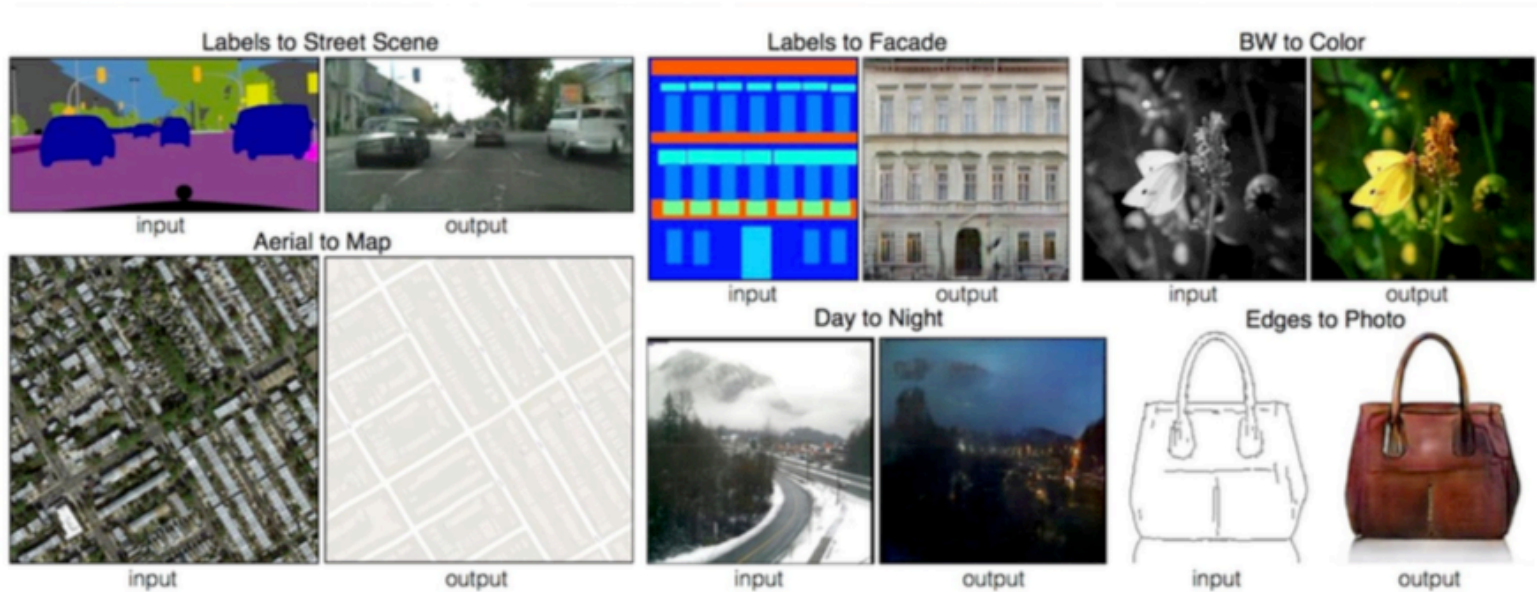 Labels to Street Scene
input
output
Aerial to Map
input
output
Labels to Facade
input
output
BW to Color
input
output
Day to Night
input
output
Edges to Photo
input
output